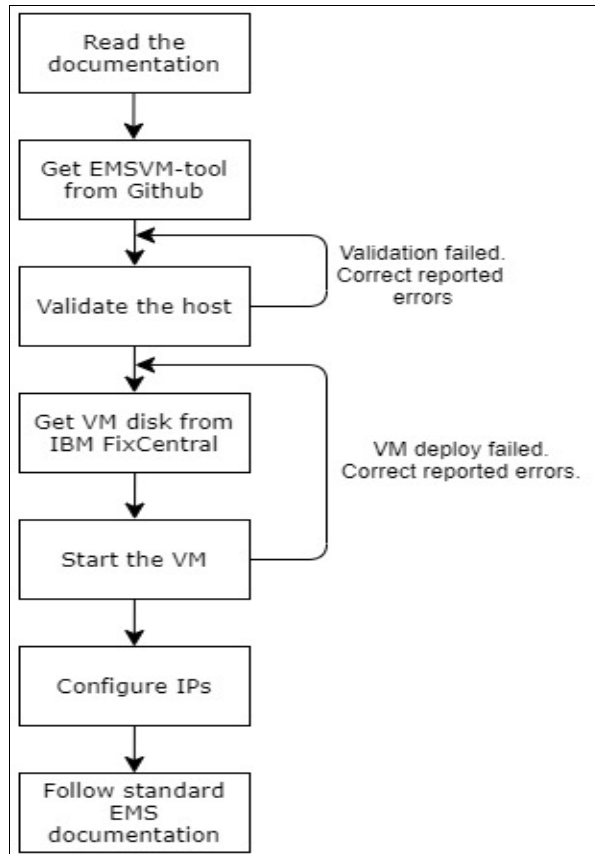 Read the
documentation
Get EMSVM-tool
from Github
Validation failed.
Correct reported
errors
Validate the host
Get VM disk from
IBM FixCentral
VM deploy failed.
Correct reported errors.
Start the VM
Configure IPs
Follow standard
EMS
documentation